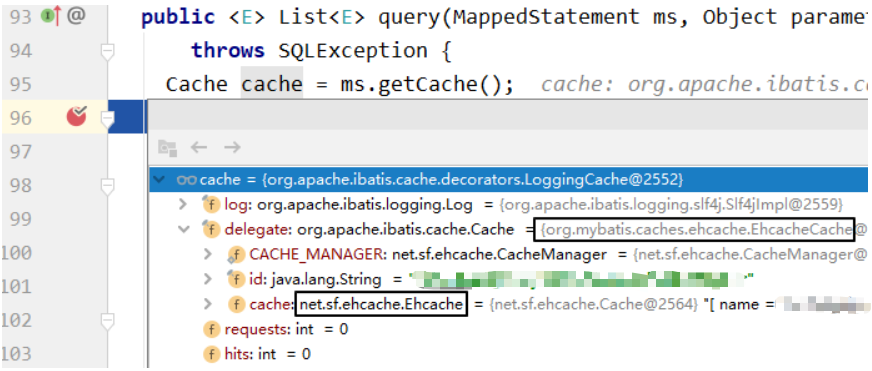 93 @ public <E> List<E> query(MappedStatement ms, Object parame
94 throws SQLException {
95 Cache cache = ms.getCache(); cache: org.apache.ibatis.c
96
97
98 cache = {org.apache.ibatis.cache.decorators.LoggingCache@2552}
f log: org.apache.ibatis.logging.Log = {org.apache.ibatis.logging.slf4j.Slf4jImpl@2559}
99 f delegate: org.apache.ibatis.cache.Cache = {org.mybatis.caches.ehcache.EhcacheCache@
100 f CACHE_MANAGER: net.sf.ehcache.CacheManager = {net.sf.ehcache.CacheManager@
101 f id: java.lang.String = "
102 f cache: net.sf.ehcache.Ehcache = {net.sf.ehcache.Cache@2564} "[ name =
f requests: int = 0
103 f hits: int = 0